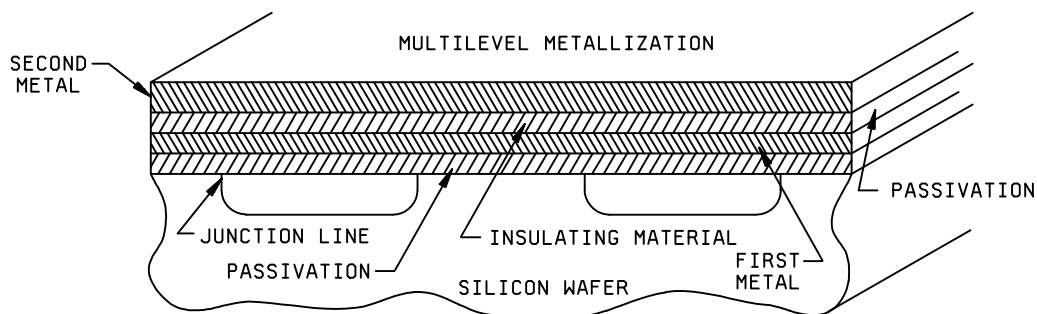 MULTILEVEL METALLIZATION
SECOND
METAL
PASSIVATION
JUNCTION LINE
INSULATING MATERIAL
PASSIVATION
FIRST
METAL
SILICON WAFER